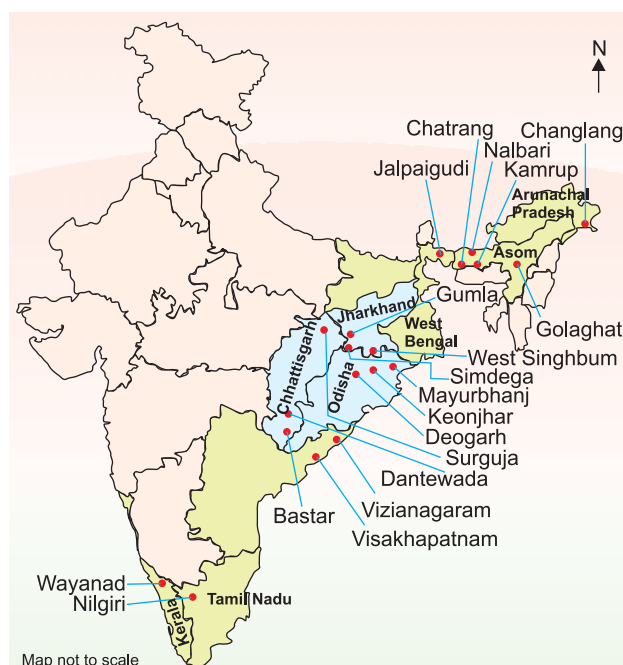 N
Chatrang
Changlang
Nalbari
Jalpaigudi
Kamrup
Arunachal
Pradesh
Asom
Gumla
Jharkhand
Golaghat
West
Bengal
West Singhbum
Chhattisgarh
Odisha
Simdega
Mayurbhanj
Keonjhar
Deogarh
Surguja
Dantewada
Bastar
Vizianagaram
Visakhapatnam
Wayanad
Nilgiri
Kerala
Tamil Nadu
Map not to scale